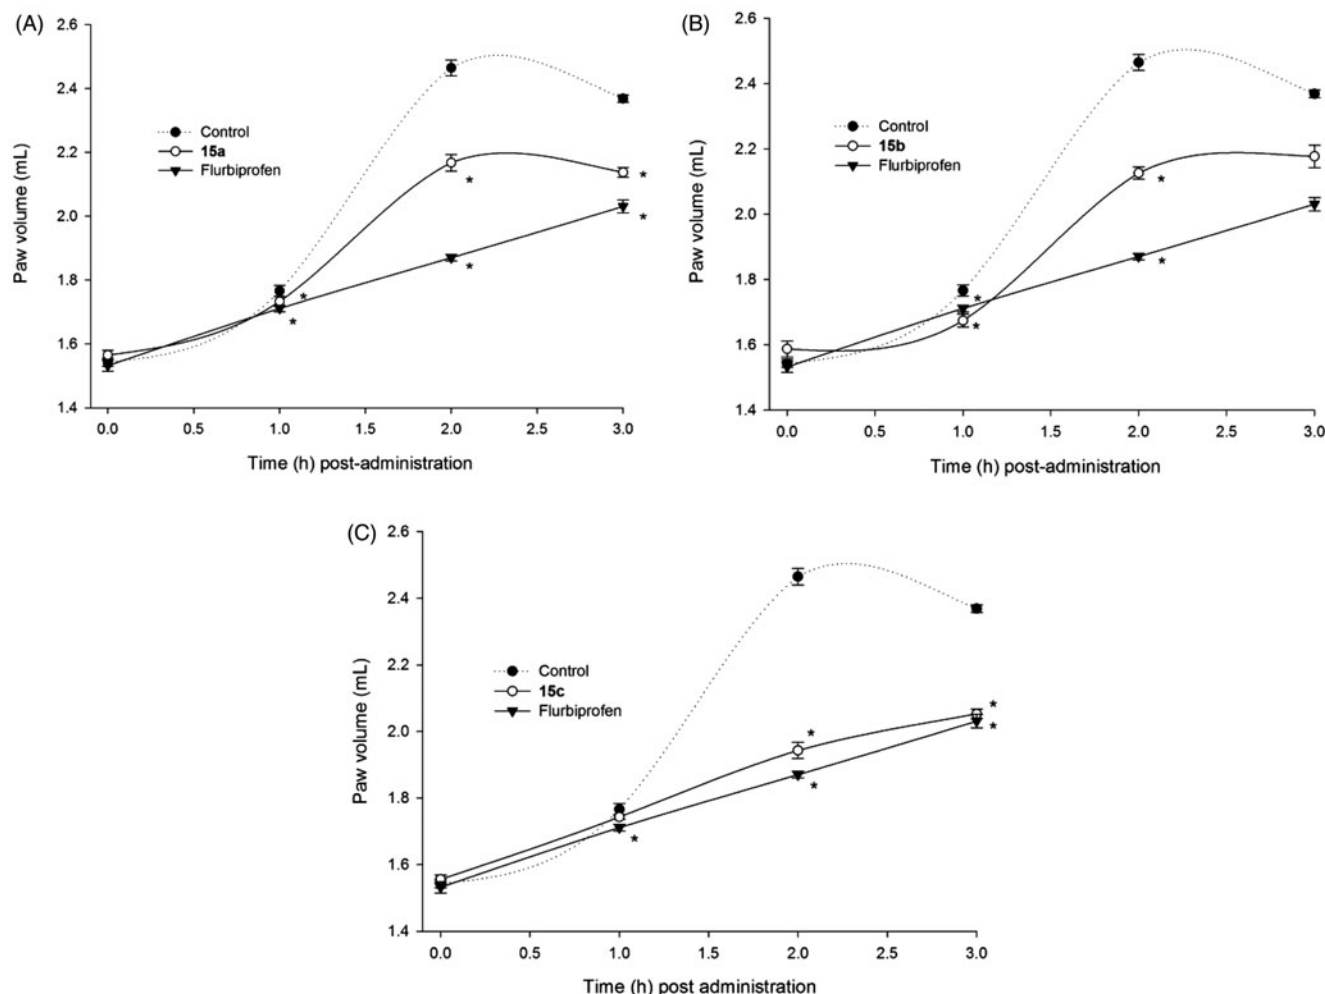 (A)
2.6
2.4
2.2
2.0
1.8
1.6
1.4
Paw volume (mL)
Control
15a
Flurbiprofen
*
*
*
*
*
*
0.0 0.5 1.0 1.5 2.0 2.5 3.0
Time (h) post-administration
(B)
2.6
2.4
2.2
2.0
1.8
1.6
1.4
Paw volume (mL)
Control
15b
Flurbiprofen
*
*
*
*
0.0 0.5 1.0 1.5 2.0 2.5 3.0
Time (h) post-administration
(C)
2.6
2.4
2.2
2.0
1.8
1.6
1.4
Paw volume (mL)
Control
15c
Flurbiprofen
*
*
*
*
*
0.0 0.5 1.0 1.5 2.0 2.5 3.0
Time (h) post administration